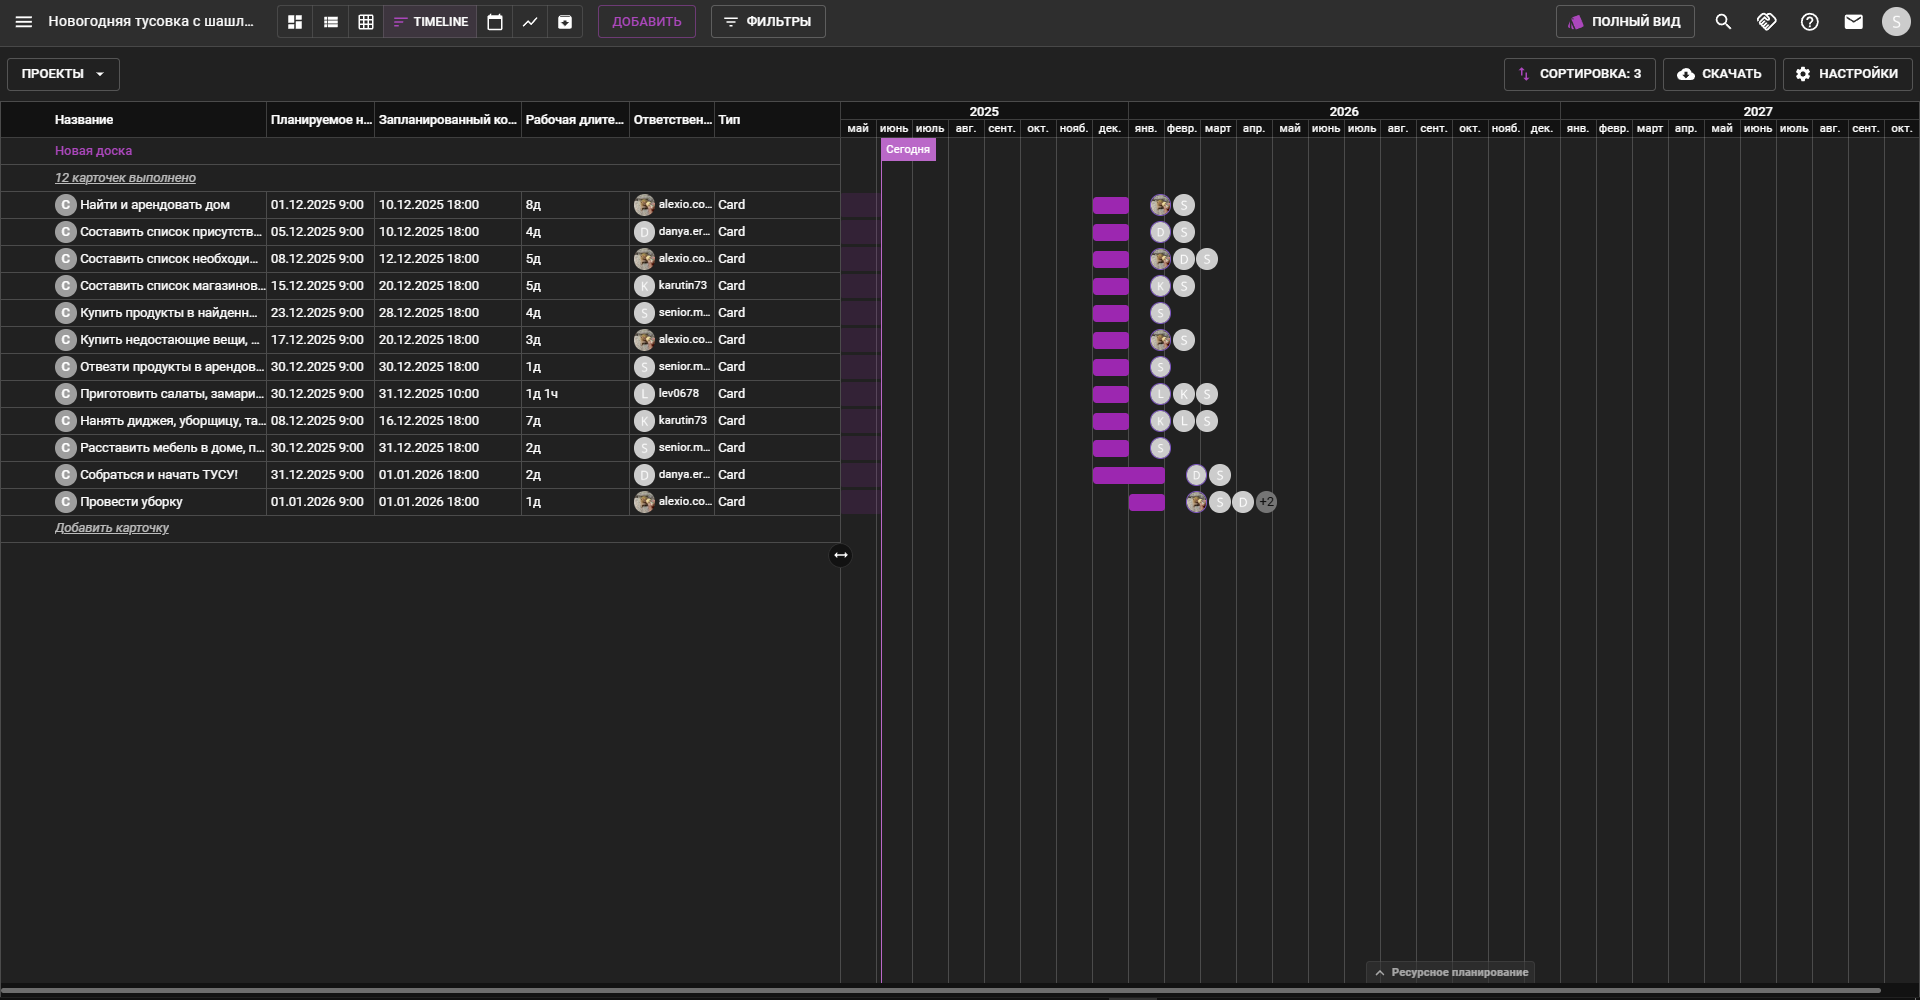 Новогодняя тусовка с шашл...
TIMELINE
ДОБАВИТЬ
ФИЛЬТРЫ
ПОЛНЫЙ ВИД
S
ПРОЕКТЫ
СОРТИРОВКА: 3
СКАЧАТЬ
НАСТРОЙКИ
Название Планируемое н... Запланированный ко... Рабочая длите... Ответствен... Тип
2025 2026 2027
май июнь июль авг. сент. окт. нояб. дек. янв. февр. март апр. май июнь июль авг. сент. окт. нояб. дек. янв. февр. март апр. май июнь июль авг. сент. окт.
Новая доска
Сегодня
12 карточек выполнено
C Найти и арендовать дом 01.12.2025 9:00 10.12.2025 18:00 8д alexio.co... Card S
C Составить список присутств... 05.12.2025 9:00 10.12.2025 18:00 4д D danya.er... Card D S
C Составить список необходи... 08.12.2025 9:00 12.12.2025 18:00 5д alexio.co... Card D S
C Составить список магазинов... 15.12.2025 9:00 20.12.2025 18:00 5д K karutin73 Card K S
C Купить продукты в найденн... 23.12.2025 9:00 28.12.2025 18:00 4д S senior.m... Card S
C Купить недостающие вещи, ... 17.12.2025 9:00 20.12.2025 18:00 3д alexio.co... Card S
C Отвезти продукты в арендов... 30.12.2025 9:00 30.12.2025 18:00 1д S senior.m... Card S
C Приготовить салаты, замари... 30.12.2025 9:00 31.12.2025 10:00 1д 1ч L lev0678 Card L K S
C Нанять диджея, уборщицу, та... 08.12.2025 9:00 16.12.2025 18:00 7д K karutin73 Card K L S
C Расставить мебель в доме, п... 30.12.2025 9:00 31.12.2025 18:00 2д S senior.m... Card S
C Собраться и начать ТУСУ! 31.12.2025 9:00 01.01.2026 18:00 2д D danya.er... Card D S
C Провести уборку 01.01.2026 9:00 01.01.2026 18:00 1д alexio.co... Card S D +2
Добавить карточку
Ресурсное планирование